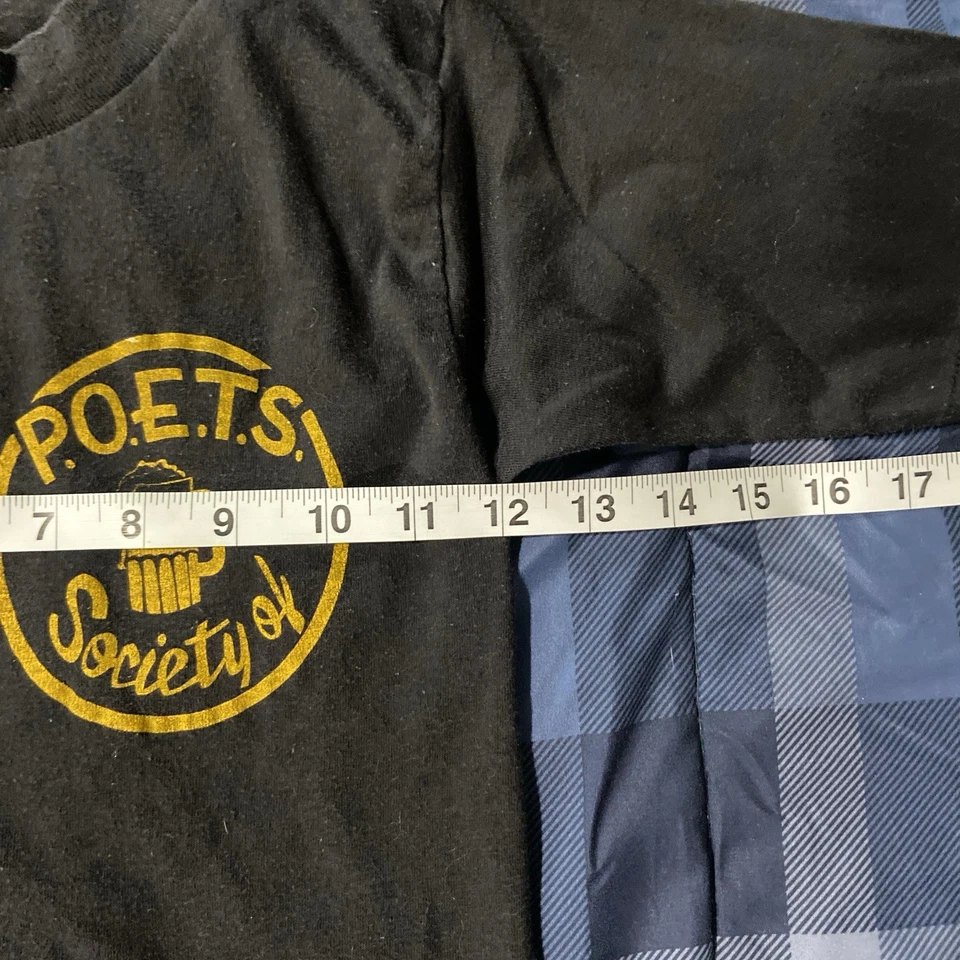 P.O.E.T.S.
7 8 9 10 11 12 13 14 15 16 17
Society of